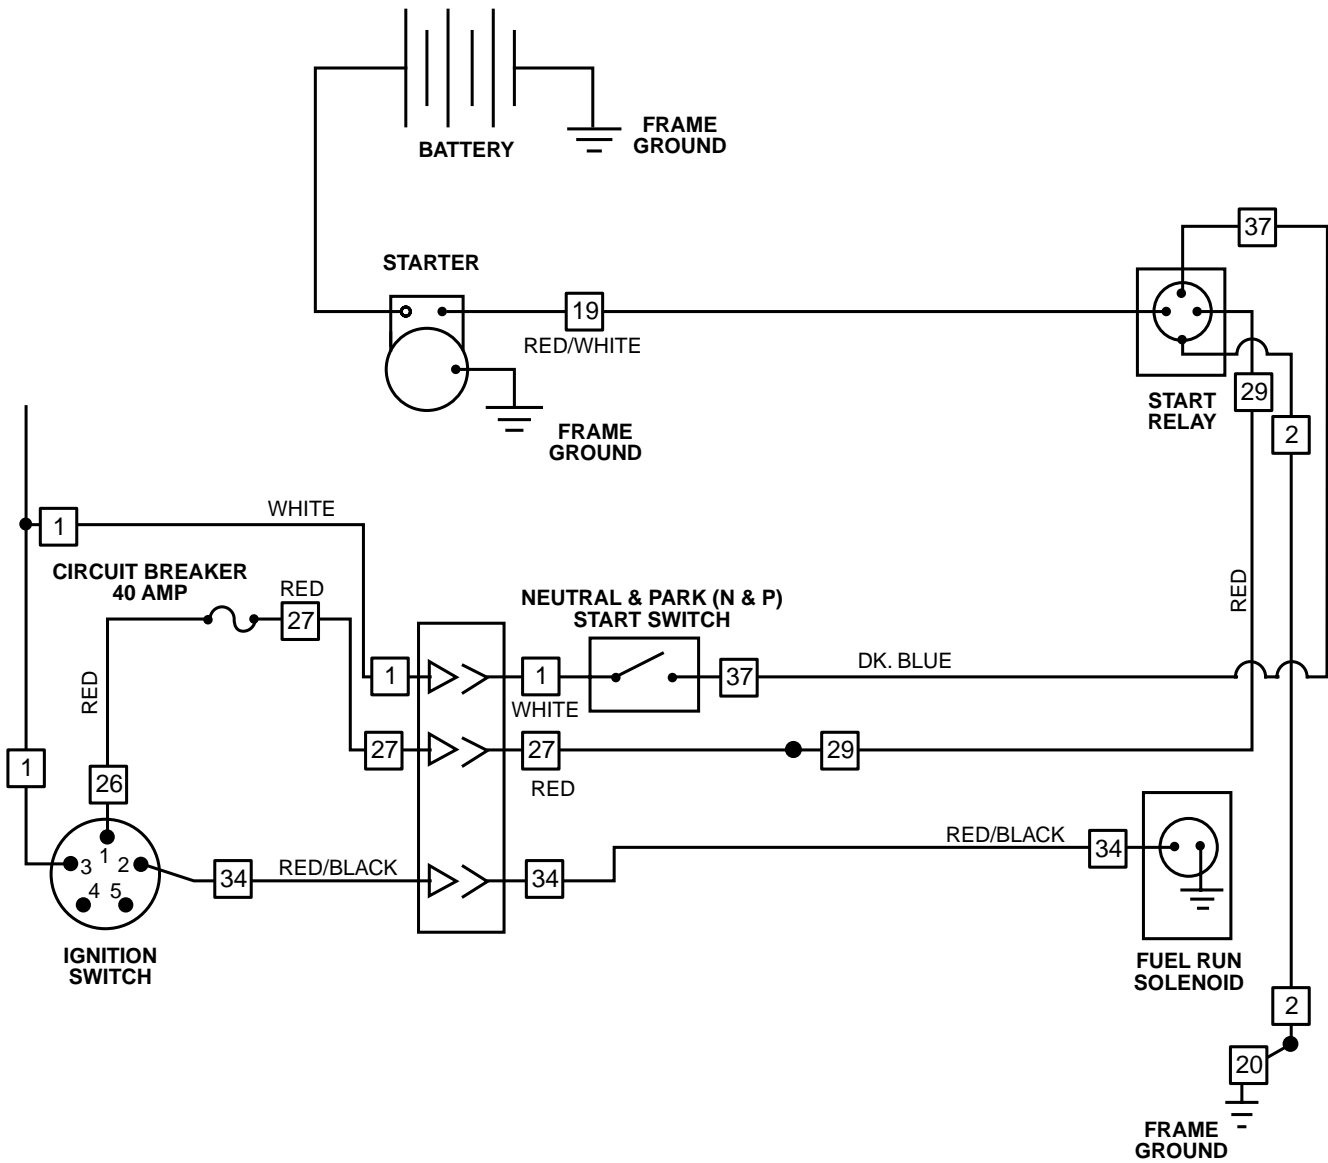 FRAME
GROUND
BATTERY
37
STARTER
19
RED/WHITE
START
RELAY
29
2
FRAME
GROUND
WHITE
1
CIRCUIT BREAKER
40 AMP
RED
27
NEUTRAL & PARK (N & P)
START SWITCH
RED
RED
1
1
37
DK. BLUE
WHITE
27
27
29
RED
1
26
RED/BLACK
34
1
3
2
4
5
34
RED/BLACK
34
IGNITION
SWITCH
FUEL RUN
SOLENOID
2
20
FRAME
GROUND